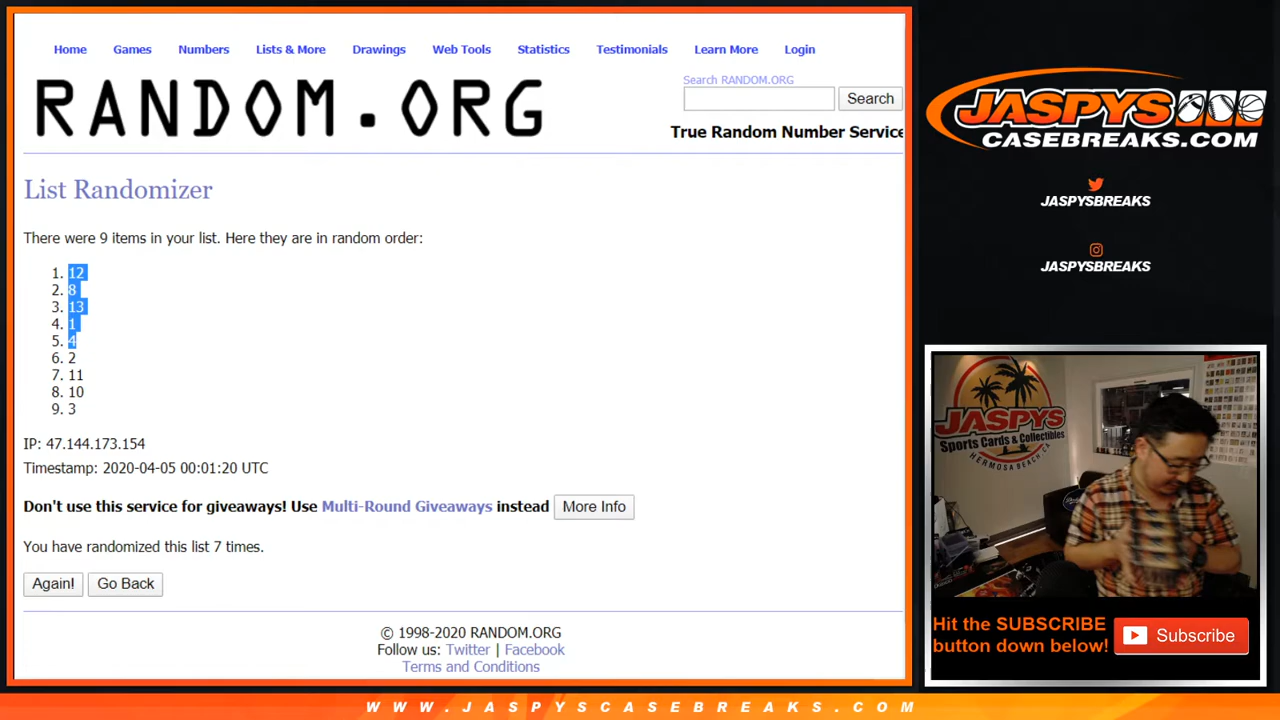 Home Games Numbers Lists & More Drawings Web Tools Statistics Testimonials Learn More Login
RANDOM.ORG
Search RANDOM.ORG
Search
True Random Number Service
List Randomizer
There were 9 items in your list. Here they are in random order:
1. 12
2. 8
3. 13
4. 1
5. 4
6. 2
7. 11
8. 10
9. 3
IP: 47.144.173.154
Timestamp: 2020-04-05 00:01:20 UTC
Don't use this service for giveaways! Use Multi-Round Giveaways instead More Info
You have randomized this list 7 times.
Again! Go Back
© 1998-2020 RANDOM.ORG
Follow us: Twitter | Facebook
Terms and Conditions
JASPYS
CASEBREAKS.COM
JASPYSBREAKS
JASPYSBREAKS
JASPYS
Sports Cards & Collectibles
HERMOSA BEACH, CA
Hit the SUBSCRIBE
button down below!
Subscribe
WWW.JASPYSCASEBREAKS.COM